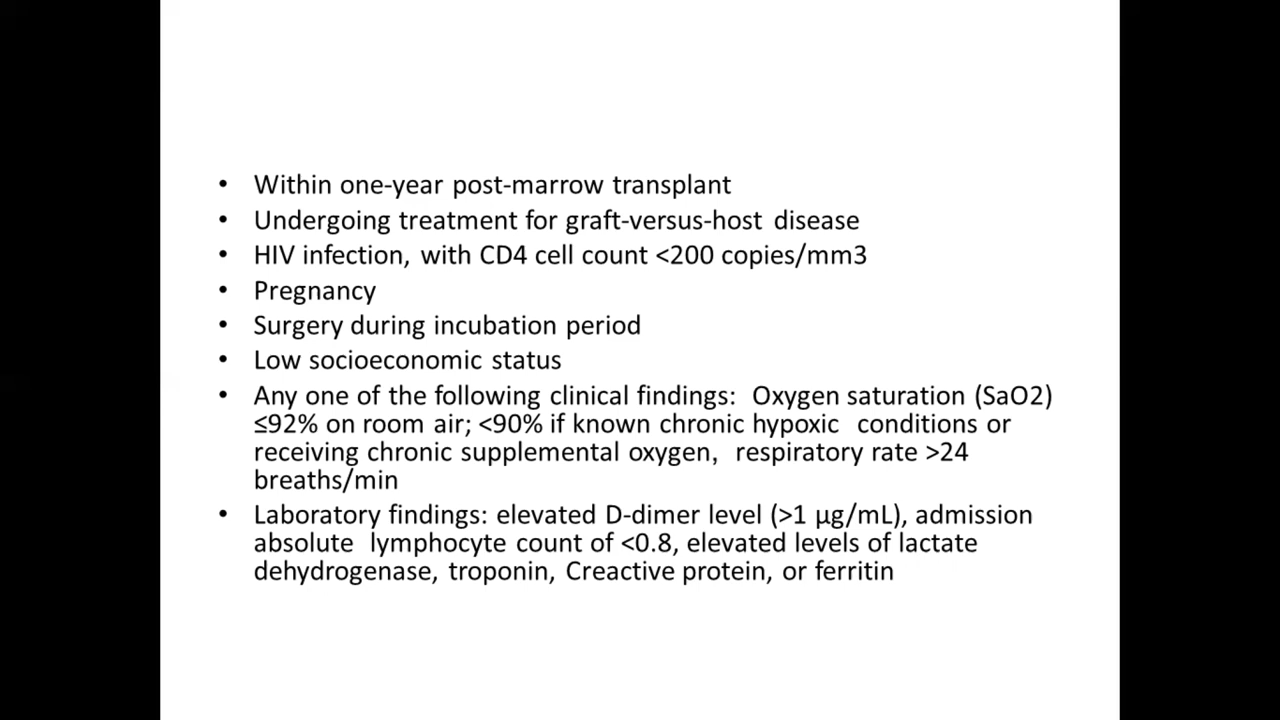 • Within one-year post-marrow transplant
• Undergoing treatment for graft-versus-host disease
• HIV infection, with CD4 cell count <200 copies/mm3
• Pregnancy
• Surgery during incubation period
• Low socioeconomic status
• Any one of the following clinical findings: Oxygen saturation (SaO2)
≤92% on room air; <90% if known chronic hypoxic conditions or
receiving chronic supplemental oxygen, respiratory rate >24
breaths/min
• Laboratory findings: elevated D-dimer level (>1 µg/mL), admission
absolute lymphocyte count of <0.8, elevated levels of lactate
dehydrogenase, troponin, Creactive protein, or ferritin